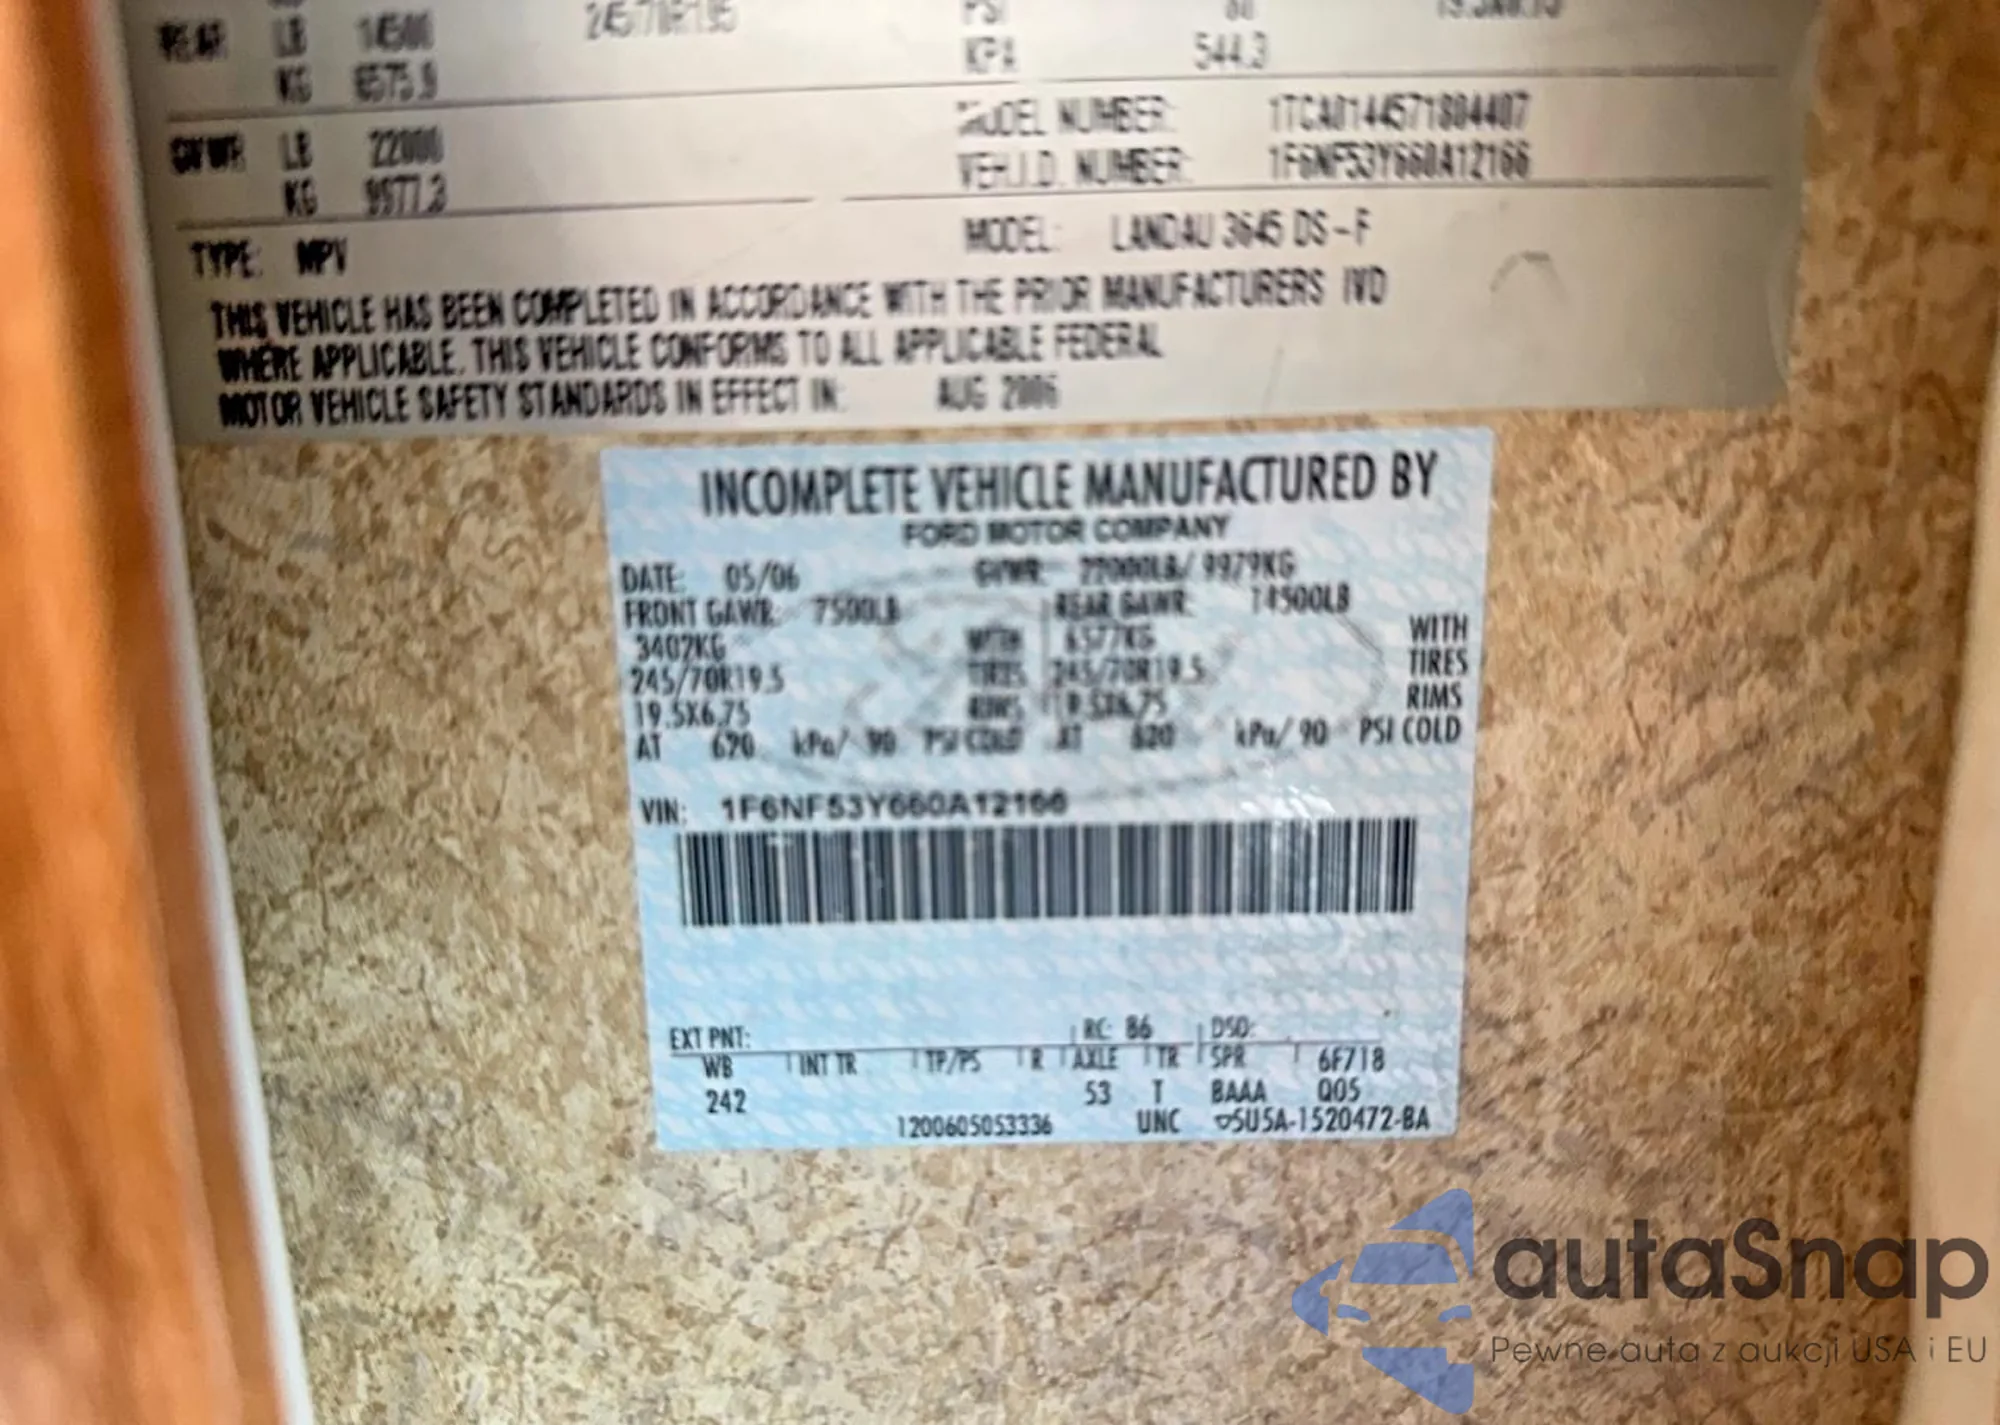 REAR LB 14500 245/70R19.5 PSI
KG 6575.9 KPA 544.3
GVWR LB 22000 MODEL NUMBER: 1TCA0144571804407
KG 9977.3 VEH.I.D. NUMBER: 1F6NF53Y660A12166
TYPE: MPV MODEL: LANDAU 3645 DS-F
THIS VEHICLE HAS BEEN COMPLETED IN ACCORDANCE WITH THE PRIOR MANUFACTURERS IVD
WHERE APPLICABLE. THIS VEHICLE CONFORMS TO ALL APPLICABLE FEDERAL
MOTOR VEHICLE SAFETY STANDARDS IN EFFECT IN: AUG 2006
INCOMPLETE VEHICLE MANUFACTURED BY
FORD MOTOR COMPANY
DATE: 05/06 GVWR: 22000LB/ 9979KG
FRONT GAWR: 7500LB REAR GAWR: 14500LB
3402KG WITH 6577KG WITH
245/70R19.5 TIRES 245/70R19.5 TIRES
19.5X6.75 RIMS 19.5X6.75 RIMS
AT 620 kPa/ 90 PSI COLD AT 620 kPa/ 90 PSI COLD
VIN: 1F6NF53Y660A12166
EXT PNT: RC: 86 DSO:
WB INT TR TP/PS R AXLE TR SPR 6F718
242 53 T BAAA Q05
1200605053336 UNC 5U5A-1520472-BA
autaSnap
Pewne auta z aukcji USA i EU